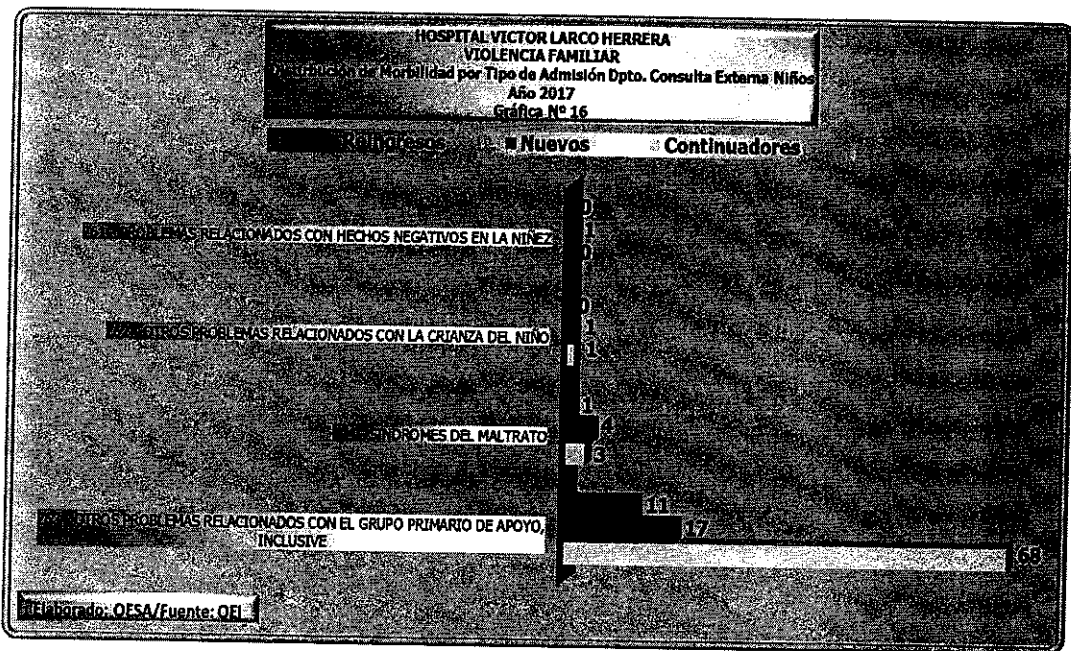 HOSPITAL VICTOR LARCO HERRERA
VIOLENCIA FAMILIAR
Distribución de Morbilidad por Tipo de Admisión Dpto. Consulta Externa Niños
Año 2017
Gráfica Nº 16
Reingresos Nuevos Continuadores
PROBLEMAS RELACIONADOS CON HECHOS NEGATIVOS EN LA NIÑEZ
0
1
0
OTROS PROBLEMAS RELACIONADOS CON LA CRIANZA DEL NIÑO
0
1
1
SINDROMES DEL MALTRATO
1
4
3
OTROS PROBLEMAS RELACIONADOS CON EL GRUPO PRIMARIO DE APOYO,
INCLUSIVE
11
17
68
Elaborado: OESA/Fuente: OEI